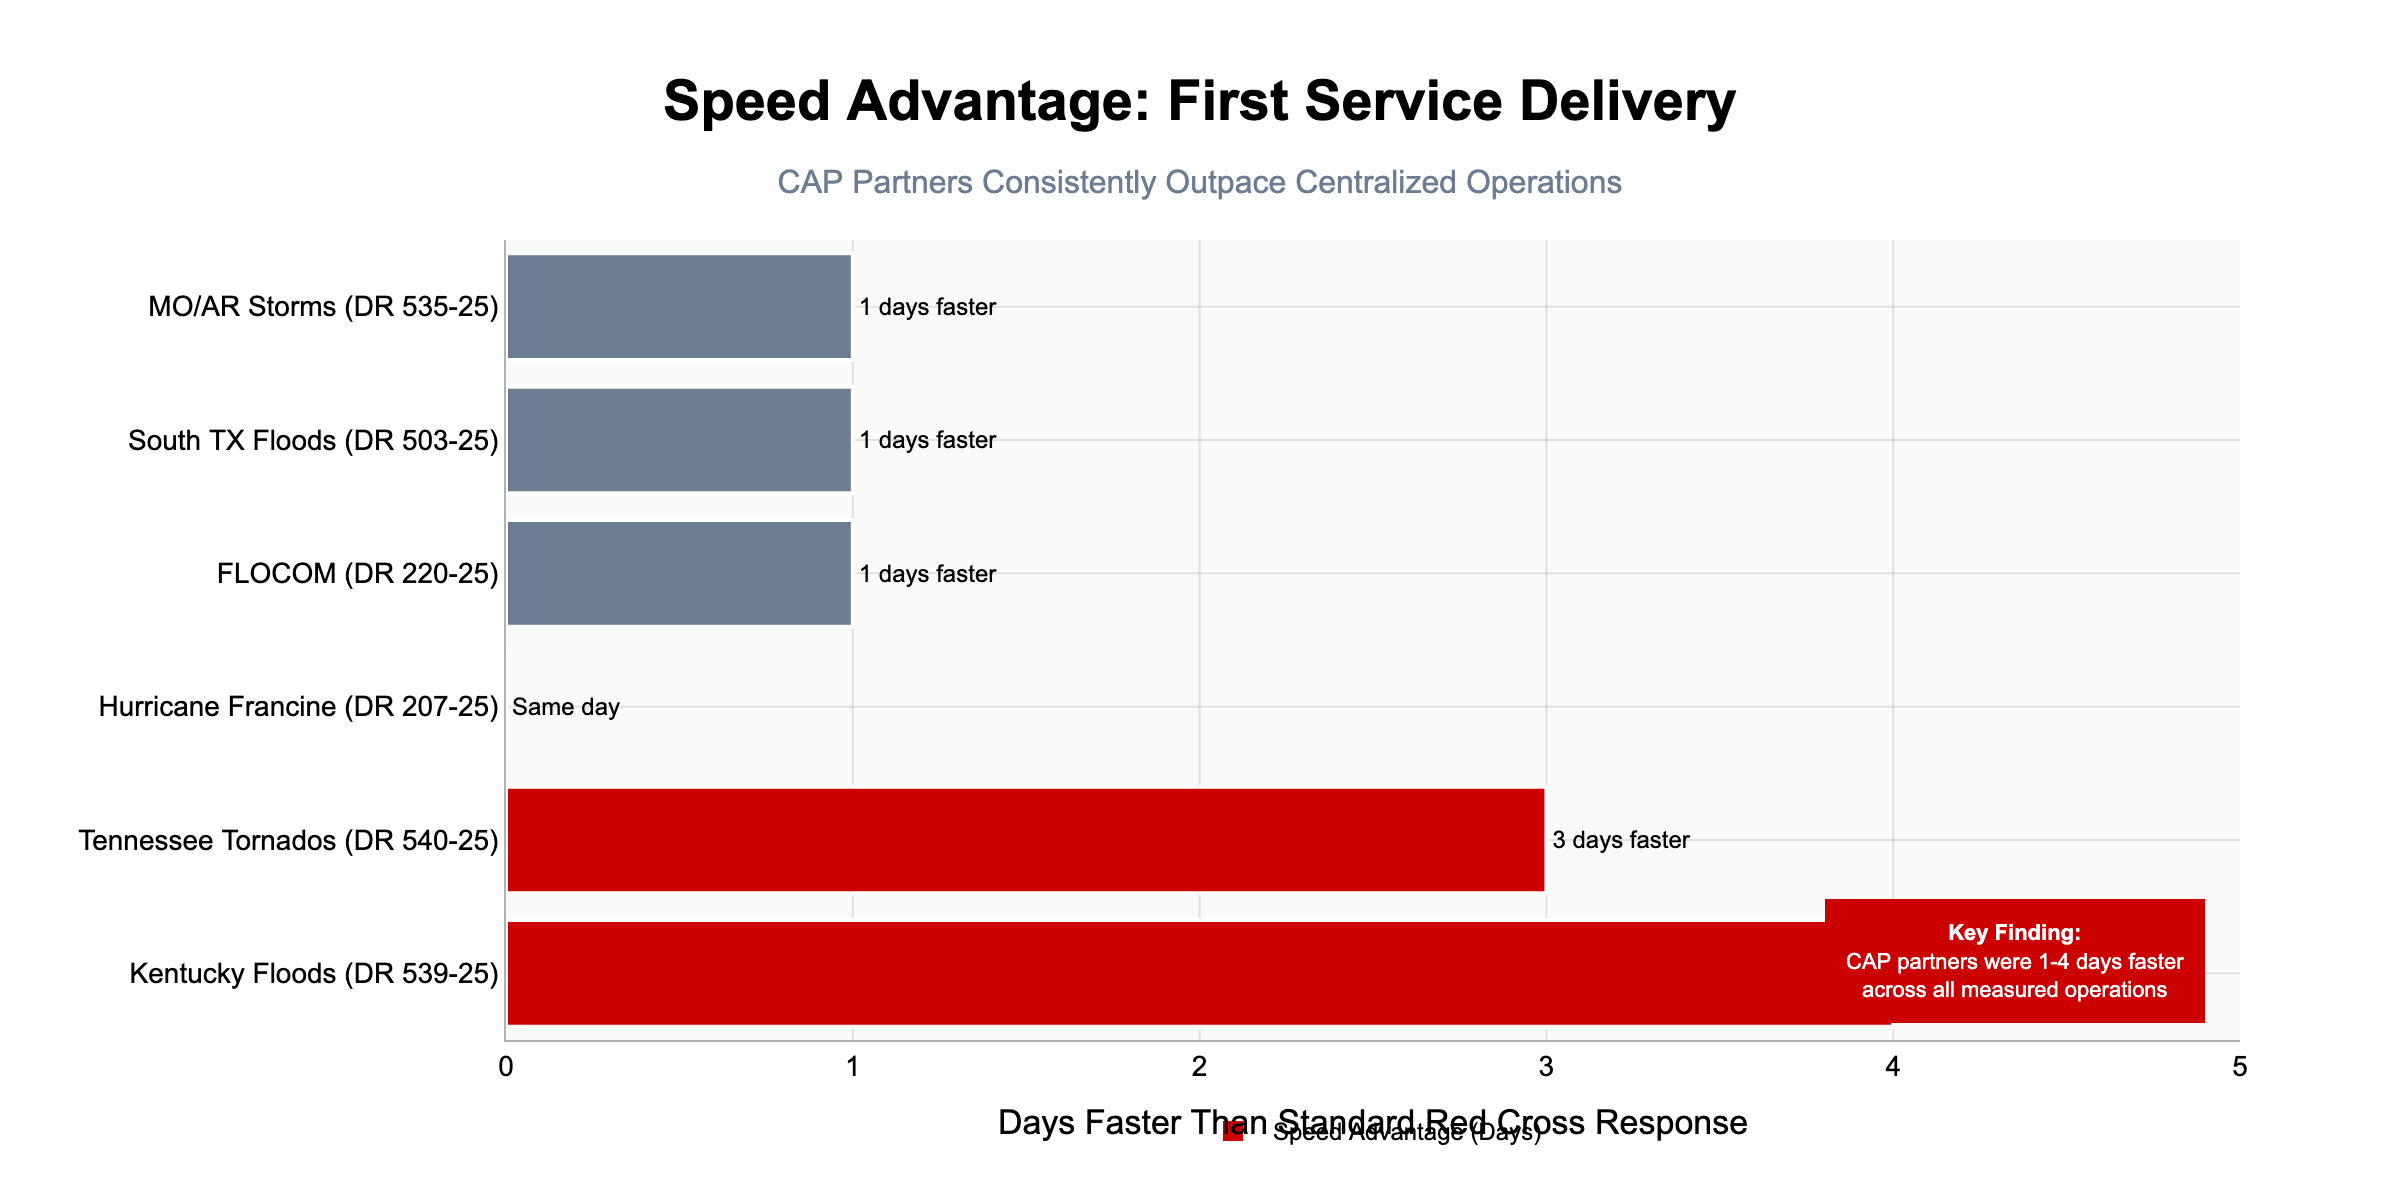 Speed Advantage: First Service Delivery
CAP Partners Consistently Outpace Centralized Operations
MO/AR Storms (DR 535-25)
1 days faster
South TX Floods (DR 503-25)
1 days faster
FLOCOM (DR 220-25)
1 days faster
Hurricane Francine (DR 207-25)
Same day
Tennessee Tornados (DR 540-25)
3 days faster
Kentucky Floods (DR 539-25)
Key Finding:
CAP partners were 1-4 days faster
across all measured operations
0 1 2 3 4 5
Days Faster Than Standard Red Cross Response
Speed Advantage (Days)